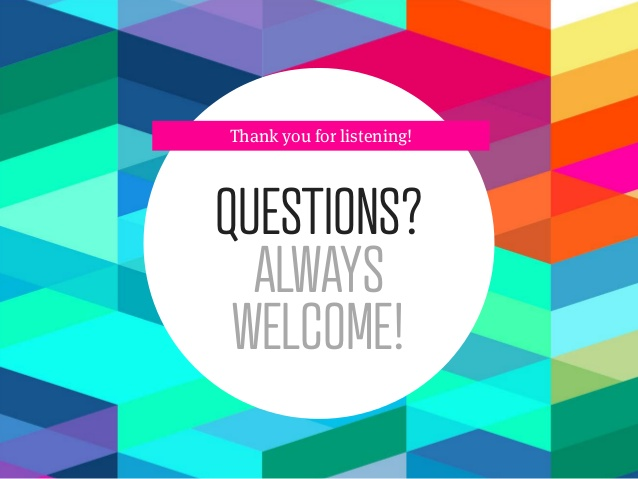 Thank you for listening!
QUESTIONS?
ALWAYS
WELCOME!